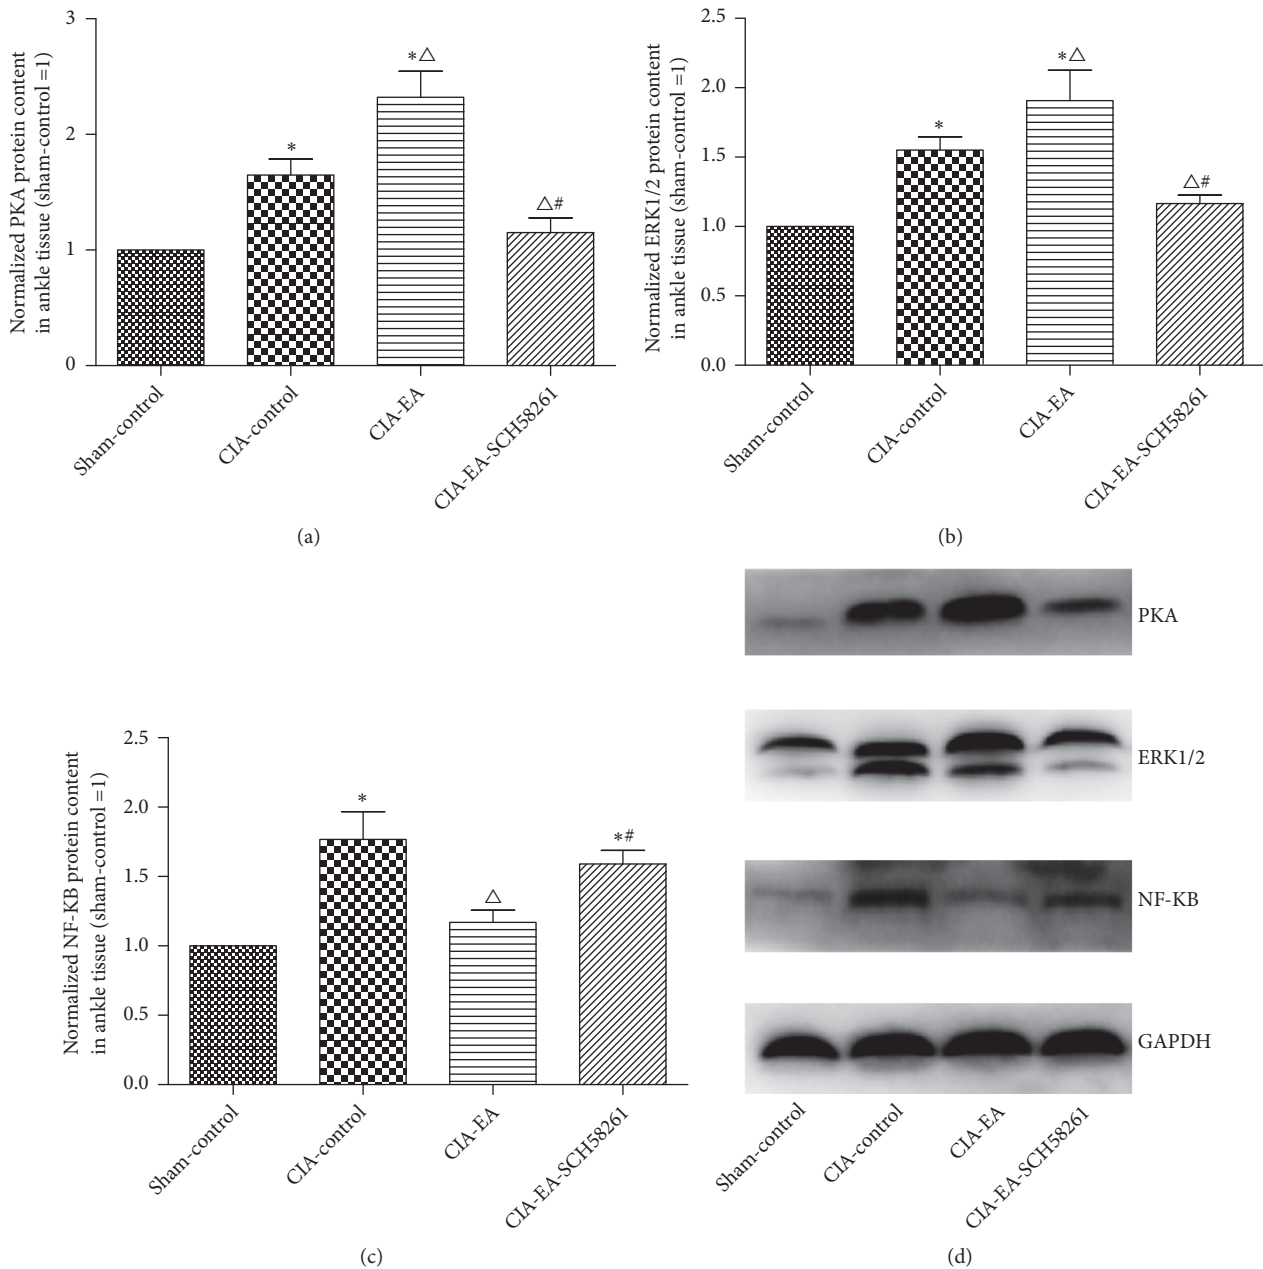 Normalized PKA protein content
in ankle tissue (sham-control =1)
3
2
1
0
*△
*
△#
Sham-control
CIA-control
CIA-EA
CIA-EA-SCH58261
(a)
Normalized ERK1/2 protein content
in ankle tissue (sham-control =1)
2.5
2.0
1.5
1.0
0.5
0.0
*△
*
△#
Sham-control
CIA-control
CIA-EA
CIA-EA-SCH58261
(b)
Normalized NF-KB protein content
in ankle tissue (sham-control =1)
2.5
2.0
1.5
1.0
0.5
0.0
*
*#
△
Sham-control
CIA-control
CIA-EA
CIA-EA-SCH58261
(c)
PKA
ERK1/2
NF-KB
GAPDH
Sham-control
CIA-control
CIA-EA
CIA-EA-SCH58261
(d)